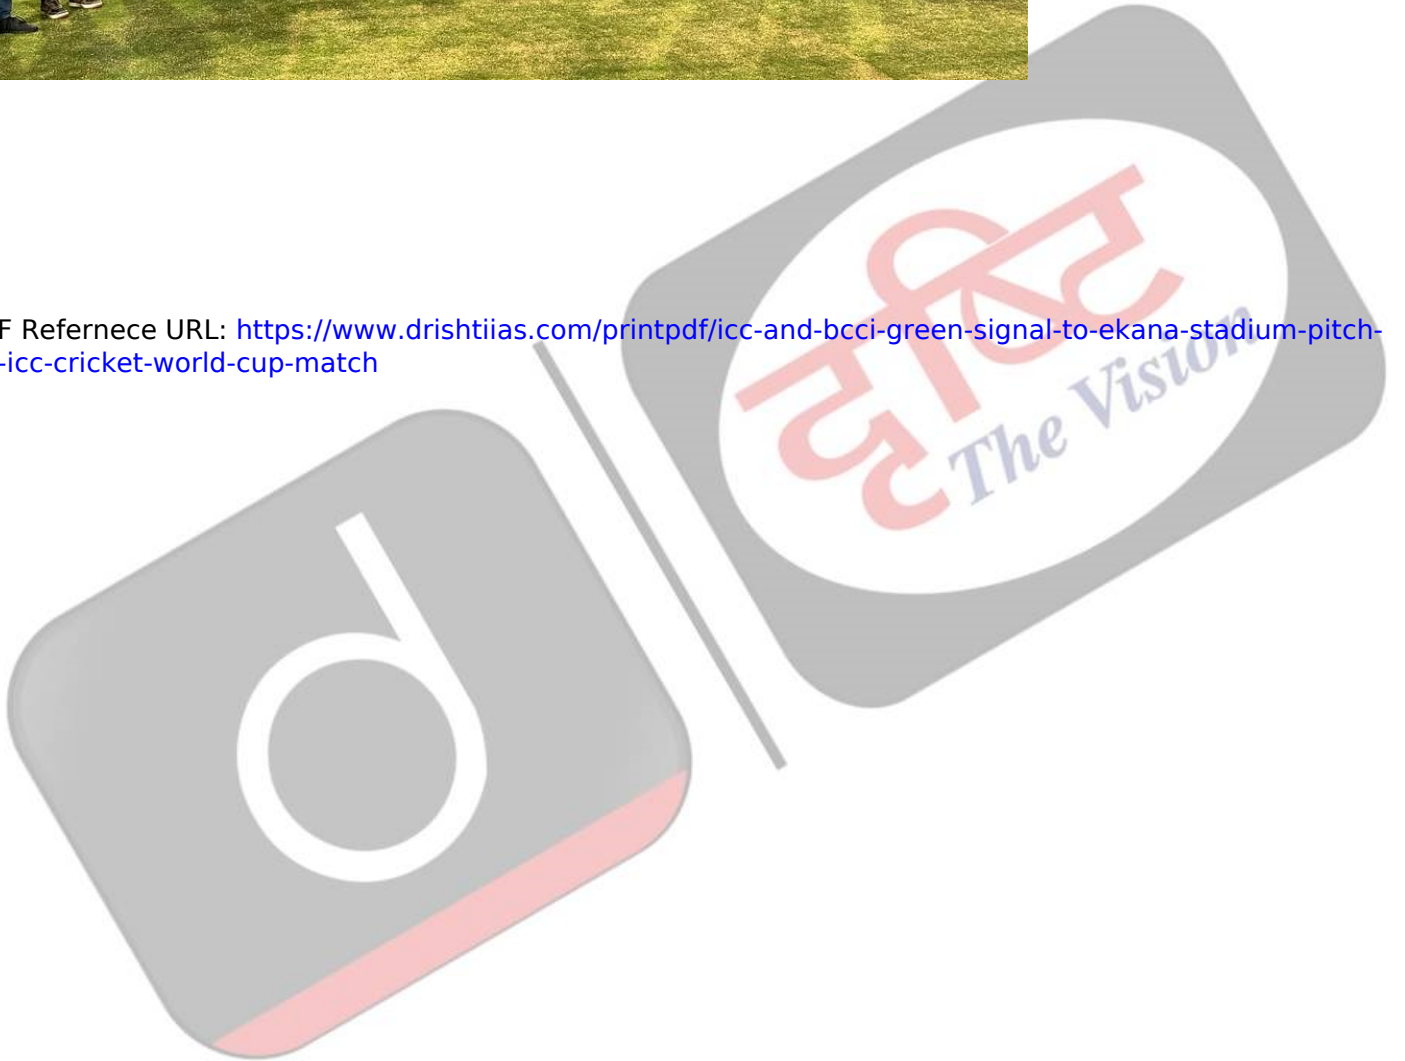 F Refernece URL: https://www.drishtiias.com/printpdf/icc-and-bcci-green-signal-to-ekana-stadium-pitch-
-icc-cricket-world-cup-match
दृष्टि
The Vision
d